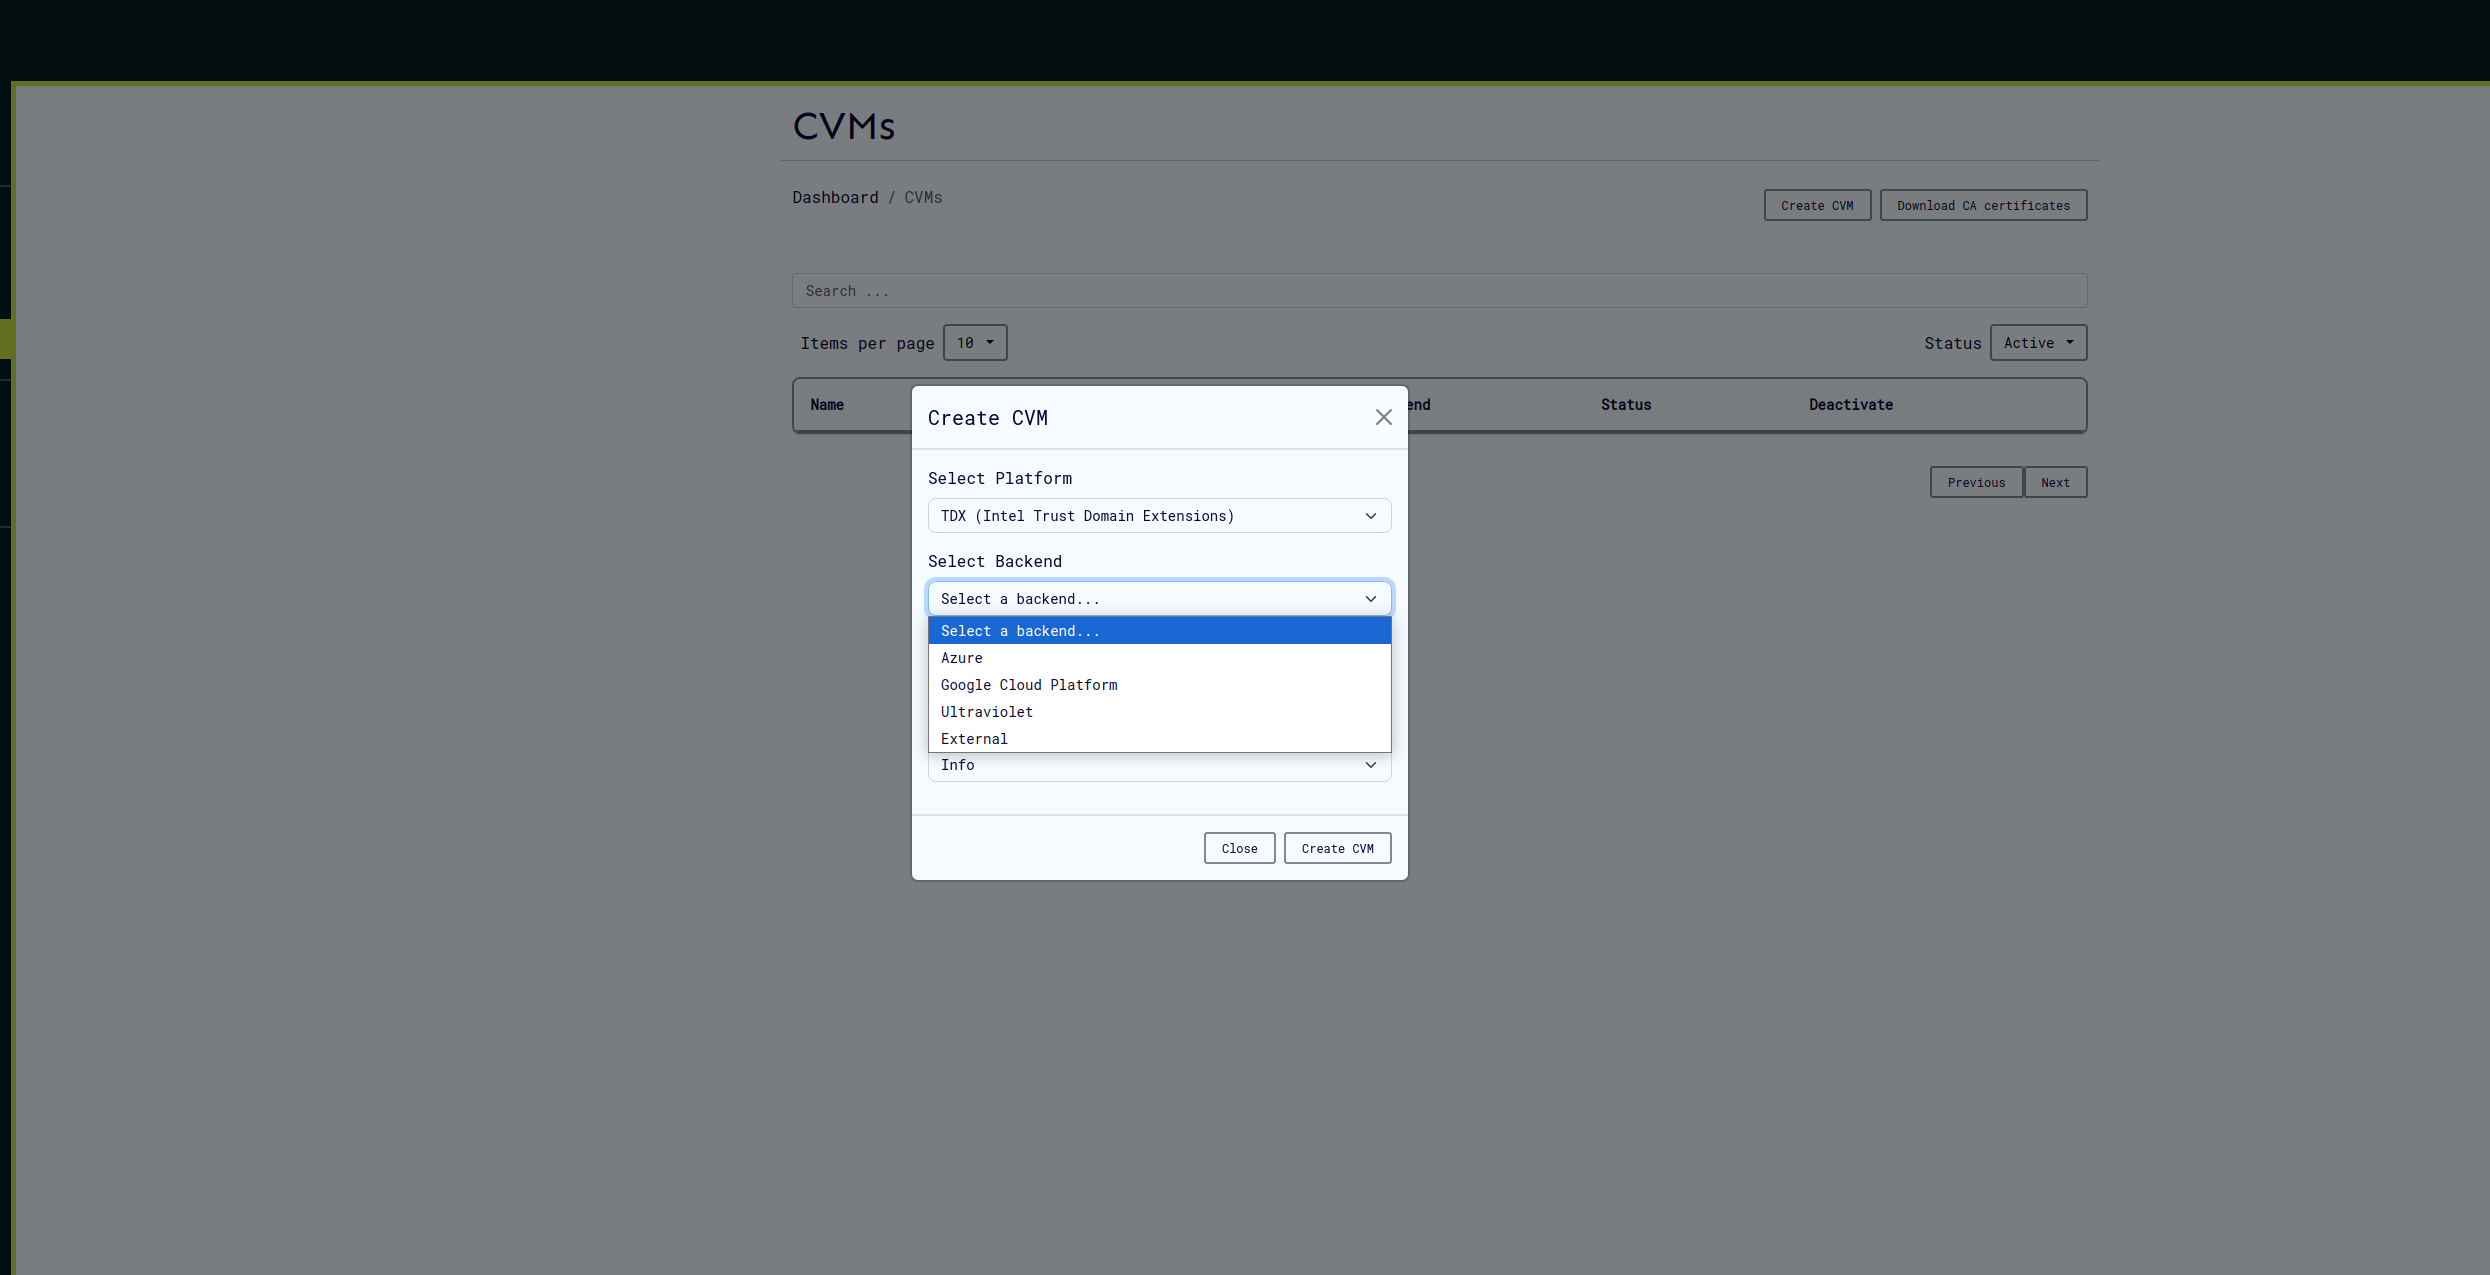 CVMs
Dashboard / CVMs
Create CVM
Download CA certificates
Search ...
Items per page 10
Status Active
Name
end
Status
Deactivate
Previous
Next
Create CVM
Select Platform
TDX (Intel Trust Domain Extensions)
Select Backend
Select a backend...
Select a backend...
Azure
Google Cloud Platform
Ultraviolet
External
Info
Close
Create CVM